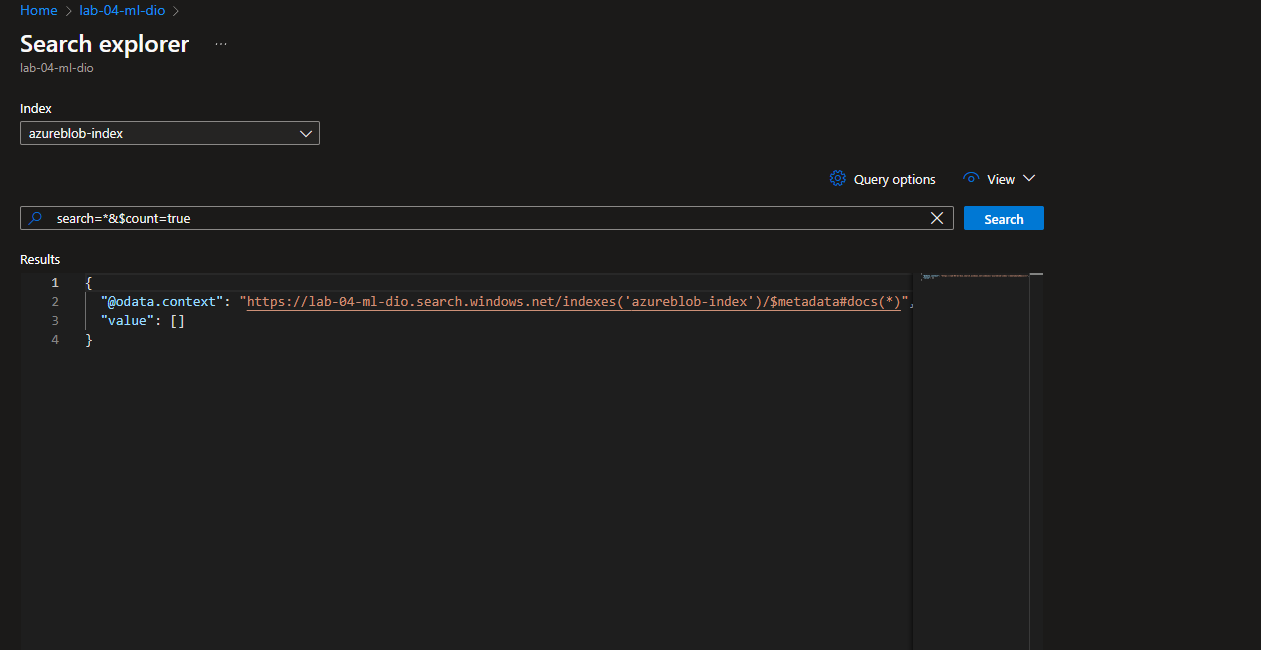 Home > lab-04-ml-dio >
Search explorer ...
lab-04-ml-dio
Index
azureblob-index
Query options View
search=*&$count=true
Search
Results
1 {
2 "@odata.context": "https://lab-04-ml-dio.search.windows.net/indexes('azureblob-index')/$metadata#docs(*)",
3 "value": []
4 }